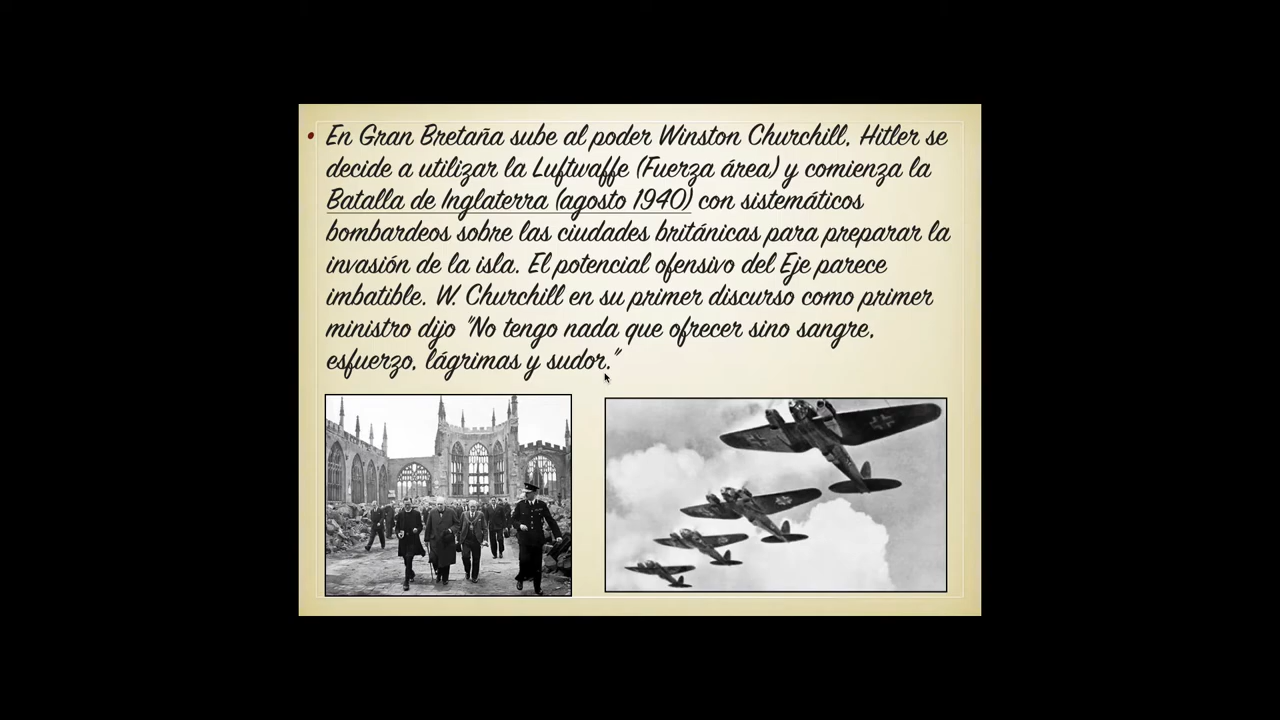 • En Gran Bretaña sube al poder Winston Churchill, Hitler se
decide a utilizar la Luftwaffe (Fuerza área) y comienza la
Batalla de Inglaterra (agosto 1940) con sistemáticos
bombardeos sobre las ciudades británicas para preparar la
invasión de la isla. El potencial ofensivo del Eje parece
imbatible. W. Churchill en su primer discurso como primer
ministro dijo "No tengo nada que ofrecer sino sangre,
esfuerzo, lágrimas y sudor."